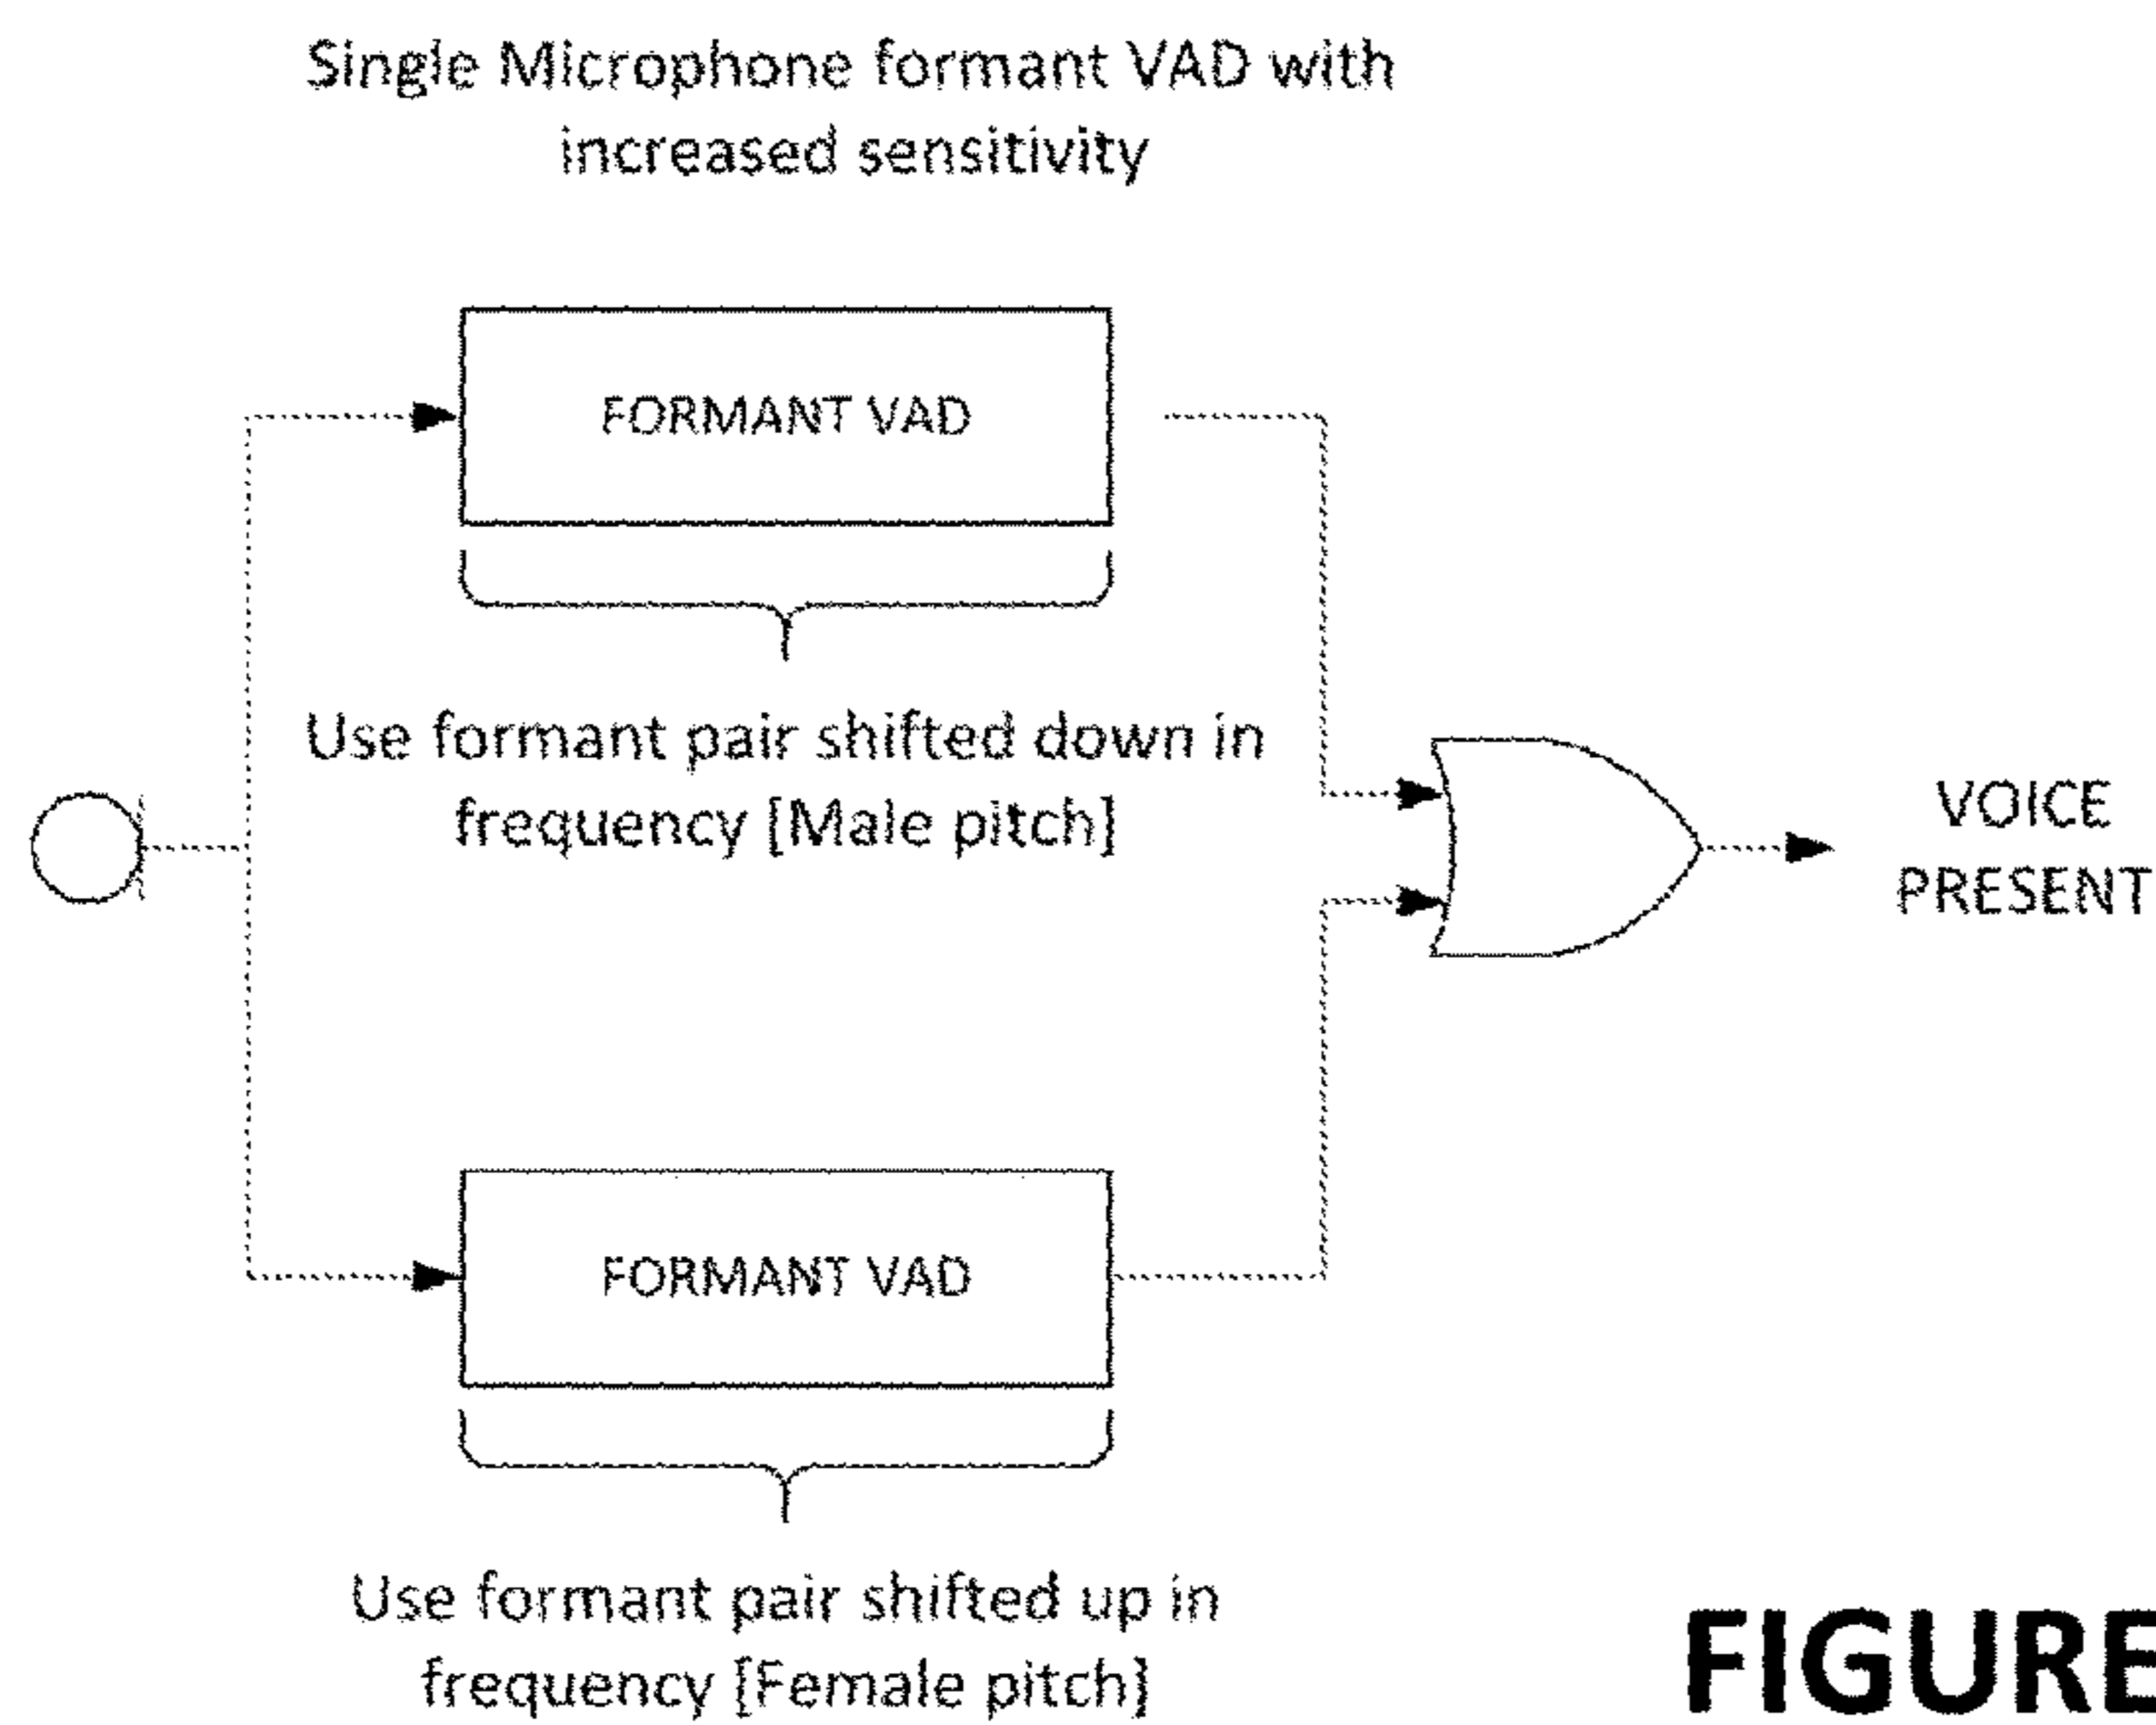 Single Microphone formant VAD with
increased sensitivity
FORMANT VAD
Use formant pair shifted down in
frequency [Male pitch]
VOICE
PRESENT
FORMANT VAD
Use formant pair shifted up in
frequency [Female pitch]
FIGURE